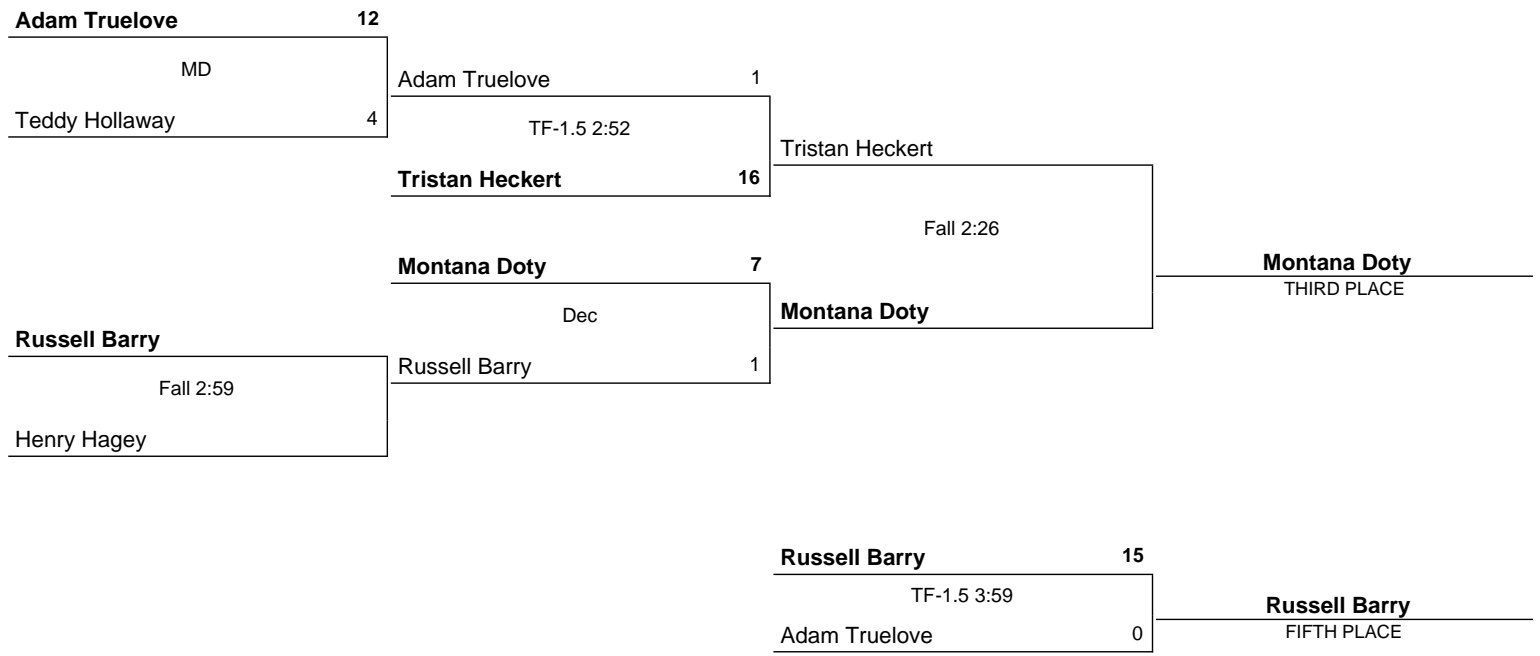 Adam Truelove 12
MD
Teddy Hollaway 4
Adam Truelove 1
TF-1.5 2:52
Tristan Heckert 16
Tristan Heckert
Fall 2:26
Montana Doty 7
Dec
Russell Barry 1
Montana Doty
Montana Doty
THIRD PLACE
Russell Barry
Fall 2:59
Henry Hagey
Russell Barry 15
TF-1.5 3:59
Adam Truelove 0
Russell Barry
FIFTH PLACE